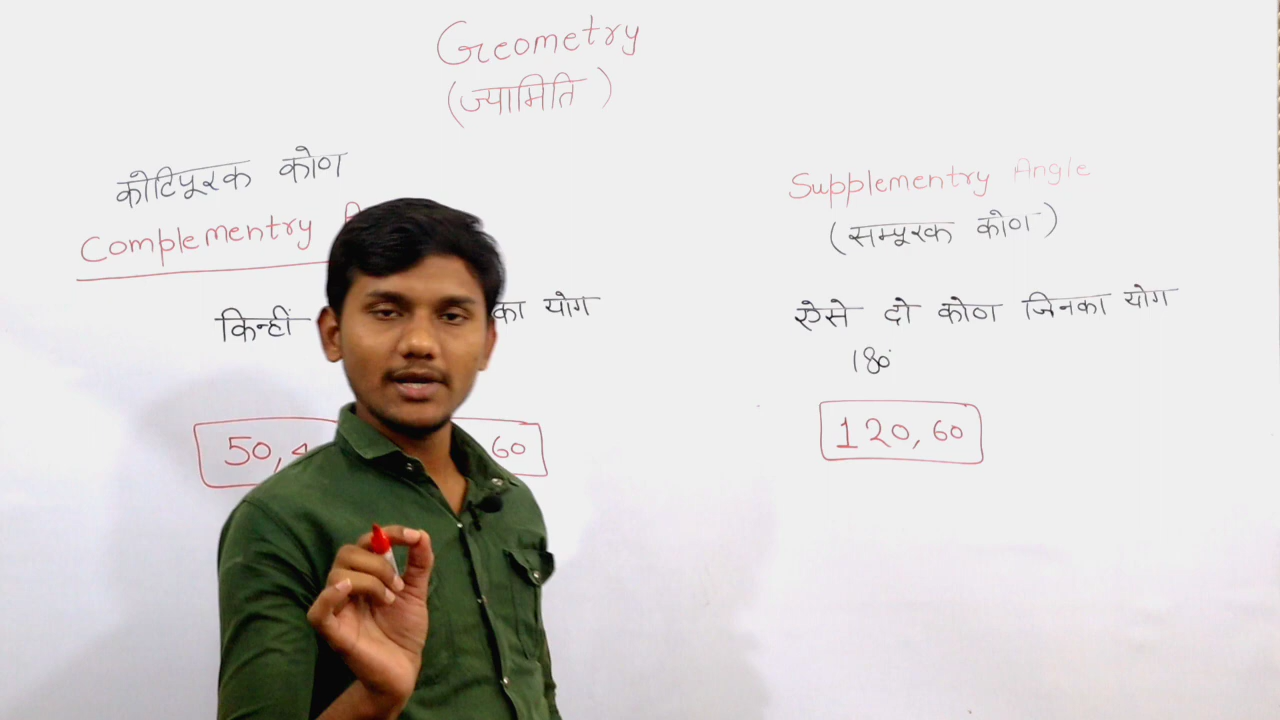 Geometry
(ज्यामिति)
कोटिपूरक कोण
Complementry
किन्हीं का योग
50, 60
Supplementry Angle
(सम्पूरक कोण)
ऐसे दो कोण जिनका योग
180°
120, 60